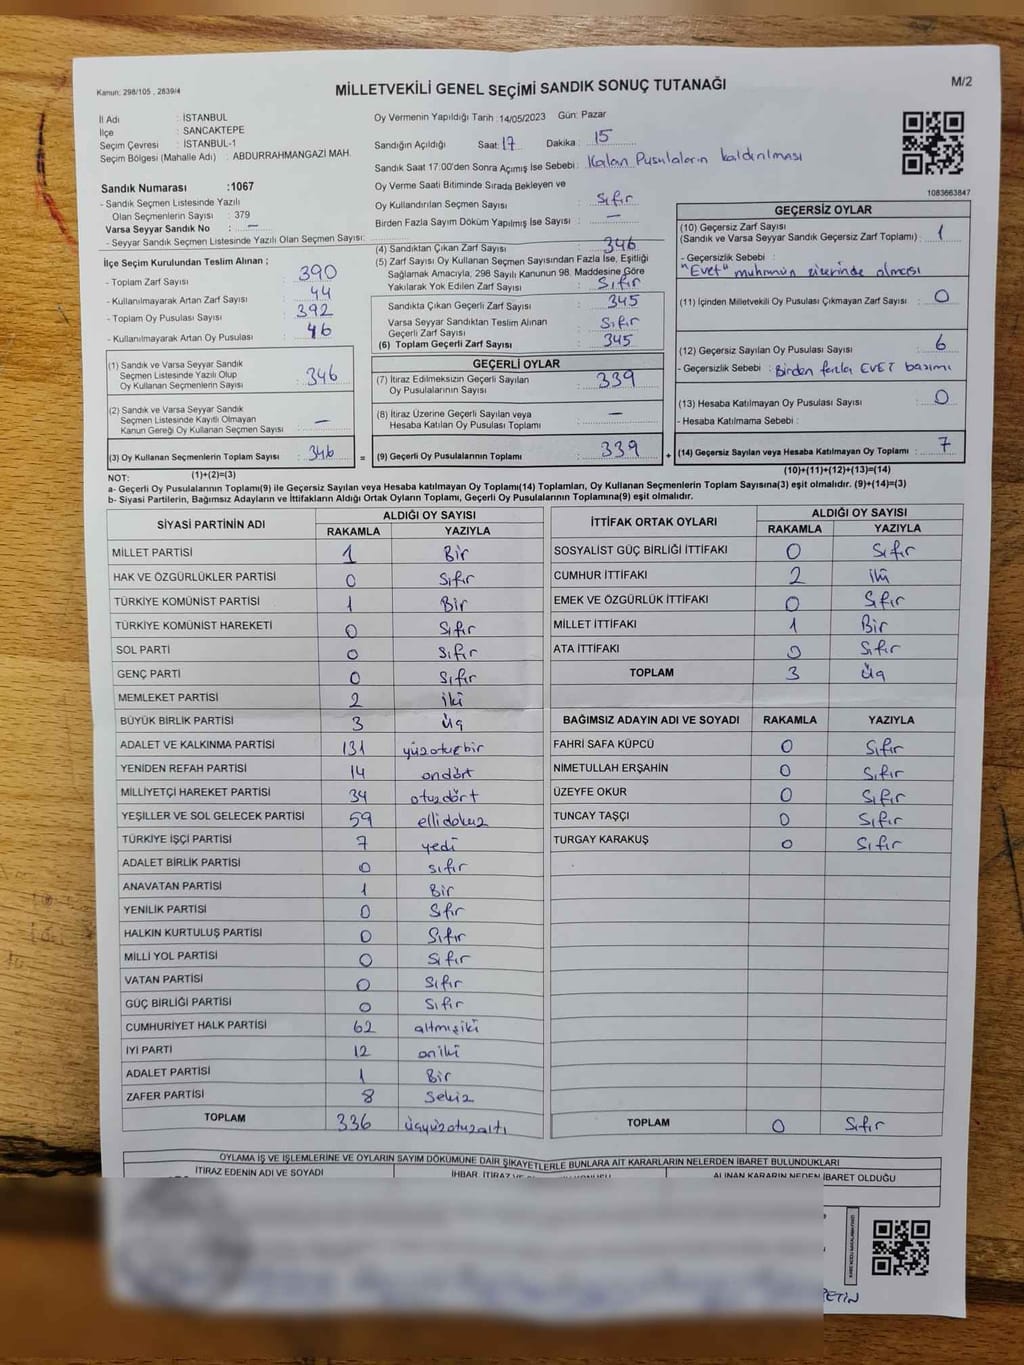 Kanun: 298/105 , 2839/4
MİLLETVEKİLİ GENEL SEÇİMİ SANDIK SONUÇ TUTANAĞI
M/2
İl Adı : İSTANBUL
İlçe : SANCAKTEPE
Seçim Çevresi : İSTANBUL-1
Seçim Bölgesi (Mahalle Adı) : ABDURRAHMANGAZİ MAH.
Sandık Numarası :1067
- Sandık Seçmen Listesinde Yazılı
Olan Seçmenlerin Sayısı : 379
Varsa Seyyar Sandık No : —
- Seyyar Sandık Seçmen Listesinde Yazılı Olan Seçmen Sayısı:
İlçe Seçim Kurulundan Teslim Alınan ;
- Toplam Zarf Sayısı : 390
- Kullanılmayarak Artan Zarf Sayısı : 44
- Toplam Oy Pusulası Sayısı : 392
- Kullanılmayarak Artan Oy Pusulası : 46
(1) Sandık ve Varsa Seyyar Sandık
Seçmen Listesinde Yazılı Olup
Oy Kullanan Seçmenlerin Sayısı : 346
(2) Sandık ve Varsa Seyyar Sandık
Seçmen Listesinde Kayıtlı Olmayan
Kanun Gereği Oy Kullanan Seçmen Sayısı : —
(3) Oy Kullanan Seçmenlerin Toplam Sayısı : 346
Oy Vermenin Yapıldığı Tarih :14/05/2023 Gün: Pazar
Sandığın Açıldığı Saat: 17 Dakika : 15
Sandık Saat 17:00'den Sonra Açımış İse Sebebi : Kalan Pusulaların kaldırılması
Oy Verme Saati Bitiminde Sırada Bekleyen ve
Oy Kullandırılan Seçmen Sayısı : Sıfır
Birden Fazla Sayım Döküm Yapılmış İse Sayısı : —
(4) Sandıktan Çıkan Zarf Sayısı : 346
(5) Zarf Sayısı Oy Kullanan Seçmen Sayısından Fazla İse, Eşitliği
Sağlamak Amacıyla, 298 Sayılı Kanunun 98. Maddesine Göre
Yakılarak Yok Edilen Zarf Sayısı : Sıfır
Sandıkta Çıkan Geçerli Zarf Sayısı : 345
Varsa Seyyar Sandıktan Teslim Alınan
Geçerli Zarf Sayısı : Sıfır
(6) Toplam Geçerli Zarf Sayısı : 345
GEÇERLİ OYLAR
(7) İtiraz Edilmeksizin Geçerli Sayılan
Oy Pusulalarının Sayısı : 339
(8) İtiraz Üzerine Geçerli Sayılan veya
Hesaba Katılan Oy Pusulası Toplamı : —
= (9) Geçerli Oy Pusulalarının Toplamı : 339 +
1083663847
GEÇERSİZ OYLAR
(10) Geçersiz Zarf Sayısı
(Sandık ve Varsa Seyyar Sandık Geçersiz Zarf Toplamı) : 1
- Geçersizlik Sebebi :
"Evet" mührünün üzerinde olması
(11) İçinden Milletvekili Oy Pusulası Çıkmayan Zarf Sayısı : 0
(12) Geçersiz Sayılan Oy Pusulası Sayısı : 6
- Geçersizlik Sebebi : Birden fazla EVET basımı
(13) Hesaba Katılmayan Oy Pusulası Sayısı : 0
- Hesaba Katılmama Sebebi :
(14) Geçersiz Sayılan veya Hesaba Katılmayan Oy Toplamı : 7
NOT: (1)+(2)=(3)
(10)+(11)+(12)+(13)=(14)
a- Geçerli Oy Pusulalarının Toplamı(9) ile Geçersiz Sayılan veya Hesaba Katılmayan Oy Toplamı(14) Toplamları, Oy Kullanan Seçmenlerin Toplam Sayısına(3) eşit olmalıdır. (9)+(14)=(3)
b- Siyasi Partilerin, Bağımsız Adayların ve İttifakların Aldığı Ortak Oyların Toplamı, Geçerli Oy Pusulalarının Toplamına(9) eşit olmalıdır.
SİYASİ PARTİNİN ADI ALDIĞI OY SAYISI
RAKAMLA YAZIYLA
MİLLET PARTİSİ 1 Bir
HAK VE ÖZGÜRLÜKLER PARTİSİ 0 Sıfır
TÜRKİYE KOMÜNİST PARTİSİ 1 Bir
TÜRKİYE KOMÜNİST HAREKETİ 0 Sıfır
SOL PARTİ 0 Sıfır
GENÇ PARTİ 0 Sıfır
MEMLEKET PARTİSİ 2 iki
BÜYÜK BİRLİK PARTİSİ 3 Üç
ADALET VE KALKINMA PARTİSİ 131 yüzotuzbir
YENİDEN REFAH PARTİSİ 14 ondört
MİLLİYETÇİ HAREKET PARTİSİ 34 otuzdört
YEŞİLLER VE SOL GELECEK PARTİSİ 59 ellidokuz
TÜRKİYE İŞÇİ PARTİSİ 7 yedi
ADALET BİRLİK PARTİSİ 0 sıfır
ANAVATAN PARTİSİ 1 Bir
YENİLİK PARTİSİ 0 Sıfır
HALKIN KURTULUŞ PARTİSİ 0 Sıfır
MİLLİ YOL PARTİSİ 0 Sıfır
VATAN PARTİSİ 0 Sıfır
GÜÇ BİRLİĞİ PARTİSİ 0 Sıfır
CUMHURİYET HALK PARTİSİ 62 altmışiki
İYİ PARTİ 12 oniki
ADALET PARTİSİ 1 Bir
ZAFER PARTİSİ 8 Sekiz
TOPLAM 336 üçyüzotuzaltı
İTTİFAK ORTAK OYLARI ALDIĞI OY SAYISI
RAKAMLA YAZIYLA
SOSYALİST GÜÇ BİRLİĞİ İTTİFAKI 0 Sıfır
CUMHUR İTTİFAKI 2 iki
EMEK VE ÖZGÜRLÜK İTTİFAKI 0 Sıfır
MİLLET İTTİFAKI 1 Bir
ATA İTTİFAKI 0 Sıfır
TOPLAM 3 Üç
BAĞIMSIZ ADAYIN ADI VE SOYADI RAKAMLA YAZIYLA
FAHRİ SAFA KÜPCÜ 0 Sıfır
NİMETULLAH ERŞAHİN 0 Sıfır
ÜZEYFE OKUR 0 Sıfır
TUNCAY TAŞÇI 0 Sıfır
TURGAY KARAKUŞ 0 Sıfır
TOPLAM 0 Sıfır
OYLAMA İŞ VE İŞLEMLERİNE VE OYLARIN SAYIM DÖKÜMÜNE DAİR ŞİKAYETLERLE BUNLARA AİT KARARLARIN NELERDEN İBARET BULUNDUKLARI
İTİRAZ EDENİN ADI VE SOYADI
ALINAN KARARIN NEDEN İBARET OLDUĞU